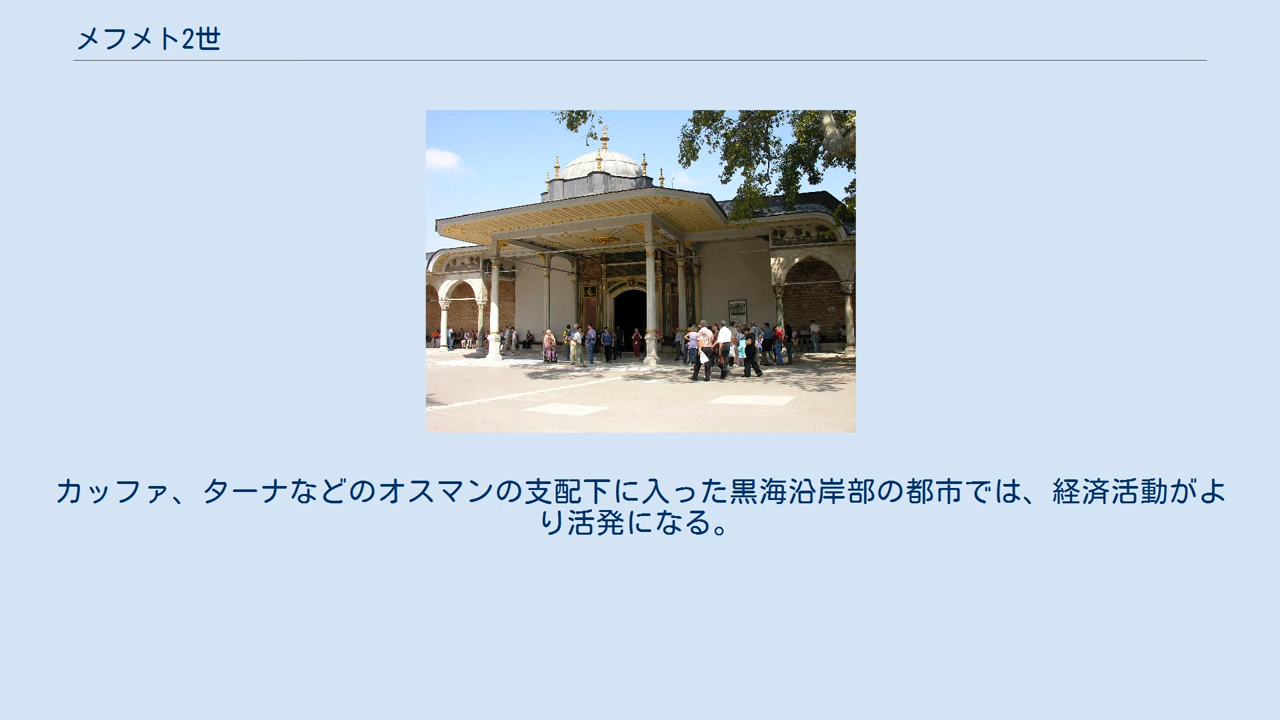 メフメト2世
カッファ、ターナなどのオスマンの支配下に入った黒海沿岸部の都市では、経済活動がよ
り活発になる。